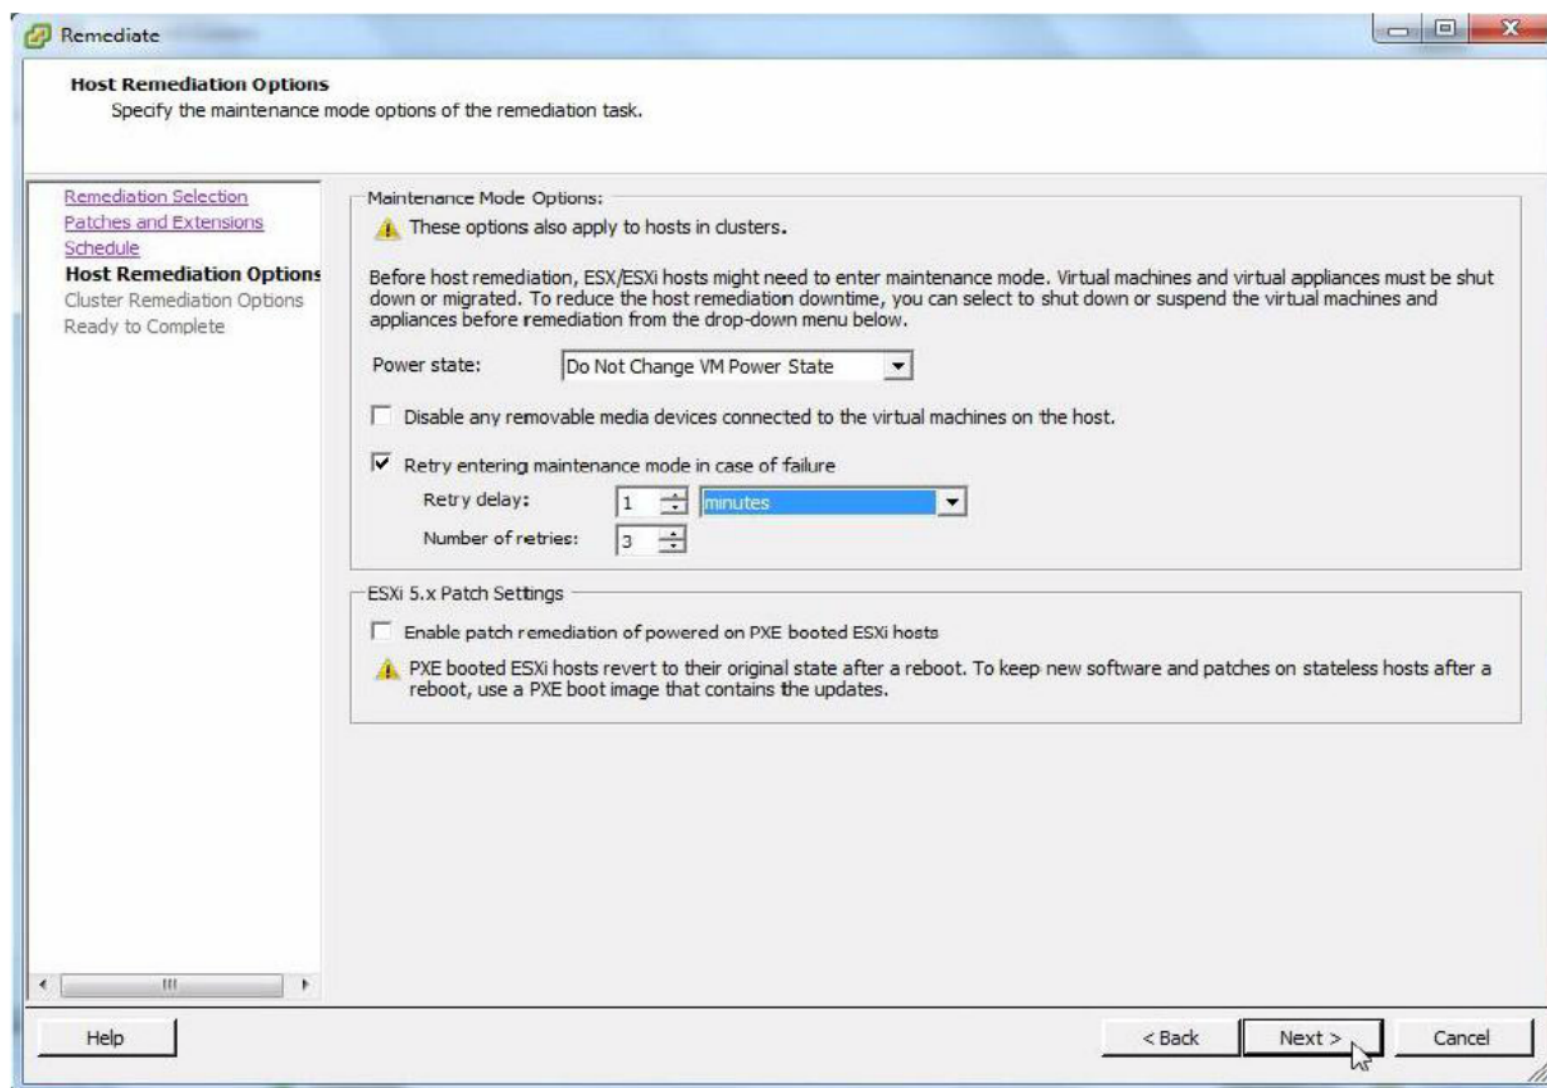 Remediate
Host Remediation Options
Specify the maintenance mode options of the remediation task.
Remediation Selection
Patches and Extensions
Schedule
Host Remediation Options
Cluster Remediation Options
Ready to Complete
Maintenance Mode Options:
These options also apply to hosts in clusters.
Before host remediation, ESX/ESXi hosts might need to enter maintenance mode. Virtual machines and virtual appliances must be shut
down or migrated. To reduce the host remediation downtime, you can select to shut down or suspend the virtual machines and
appliances before remediation from the drop-down menu below.
Power state: Do Not Change VM Power State
Disable any removable media devices connected to the virtual machines on the host.
Retry entering maintenance mode in case of failure
Retry delay: 1 minutes
Number of retries: 3
ESXi 5.x Patch Settings
Enable patch remediation of powered on PXE booted ESXi hosts
PXE booted ESXi hosts revert to their original state after a reboot. To keep new software and patches on stateless hosts after a
reboot, use a PXE boot image that contains the updates.
Help
< Back
Next >
Cancel